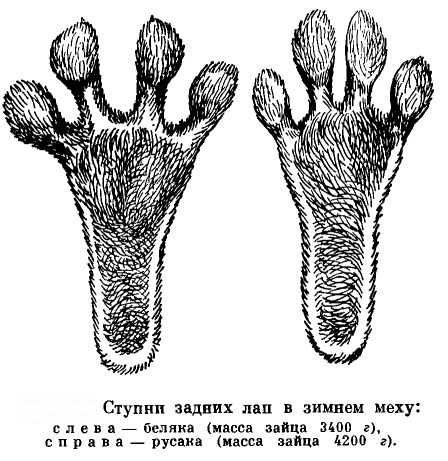 Ступни задних лап в зимнем меху:
слева — беляка (масса зайца 3400 г),
справа — русака (масса зайца 4200 г).